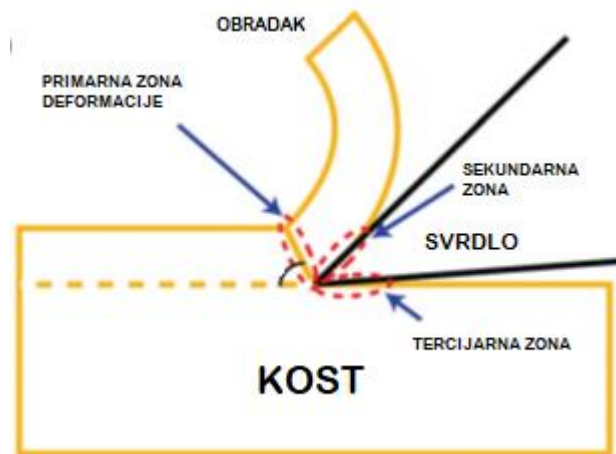 OBRADAK
PRIMARNA ZONA
DEFORMACIJE
SEKUNDARNA
ZONA
SVRDLO
TERCIJARNA ZONA
KOST